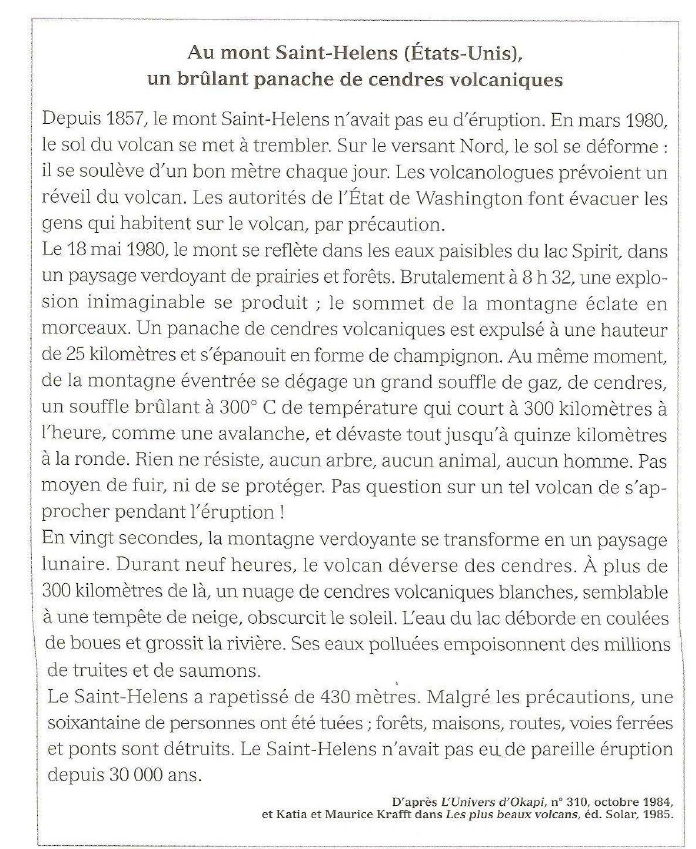 Au mont Saint-Helens (États-Unis),
un brûlant panache de cendres volcaniques
Depuis 1857, le mont Saint-Helens n'avait pas eu d'éruption. En mars 1980,
le sol du volcan se met à trembler. Sur le versant Nord, le sol se déforme :
il se soulève d'un bon mètre chaque jour. Les volcanologues prévoient un
réveil du volcan. Les autorités de l'État de Washington font évacuer les
gens qui habitent sur le volcan, par précaution.
Le 18 mai 1980, le mont se reflète dans les eaux paisibles du lac Spirit, dans
un paysage verdoyant de prairies et forêts. Brutalement à 8 h 32, une explo-
sion inimaginable se produit ; le sommet de la montagne éclate en
morceaux. Un panache de cendres volcaniques est expulsé à une hauteur
de 25 kilomètres et s'épanouit en forme de champignon. Au même moment,
de la montagne éventrée se dégage un grand souffle de gaz, de cendres,
un souffle brûlant à 300° C de température qui court à 300 kilomètres à
l'heure, comme une avalanche, et dévaste tout jusqu'à quinze kilomètres
à la ronde. Rien ne résiste, aucun arbre, aucun animal, aucun homme. Pas
moyen de fuir, ni de se protéger. Pas question sur un tel volcan de s'ap-
procher pendant l'éruption !
En vingt secondes, la montagne verdoyante se transforme en un paysage
lunaire. Durant neuf heures, le volcan déverse des cendres. À plus de
300 kilomètres de là, un nuage de cendres volcaniques blanches, semblable
à une tempête de neige, obscurcit le soleil. L'eau du lac déborde en coulées
de boues et grossit la rivière. Ses eaux polluées empoisonnent des millions
de truites et de saumons.
Le Saint-Helens a rapetissé de 430 mètres. Malgré les précautions, une
soixantaine de personnes ont été tuées ; forêts, maisons, routes, voies ferrées
et ponts sont détruits. Le Saint-Helens n'avait pas eu de pareille éruption
depuis 30 000 ans.
D'après L'Univers d'Okapi, n° 310, octobre 1984,
et Katia et Maurice Krafft dans Les plus beaux volcans, éd. Solar, 1985.